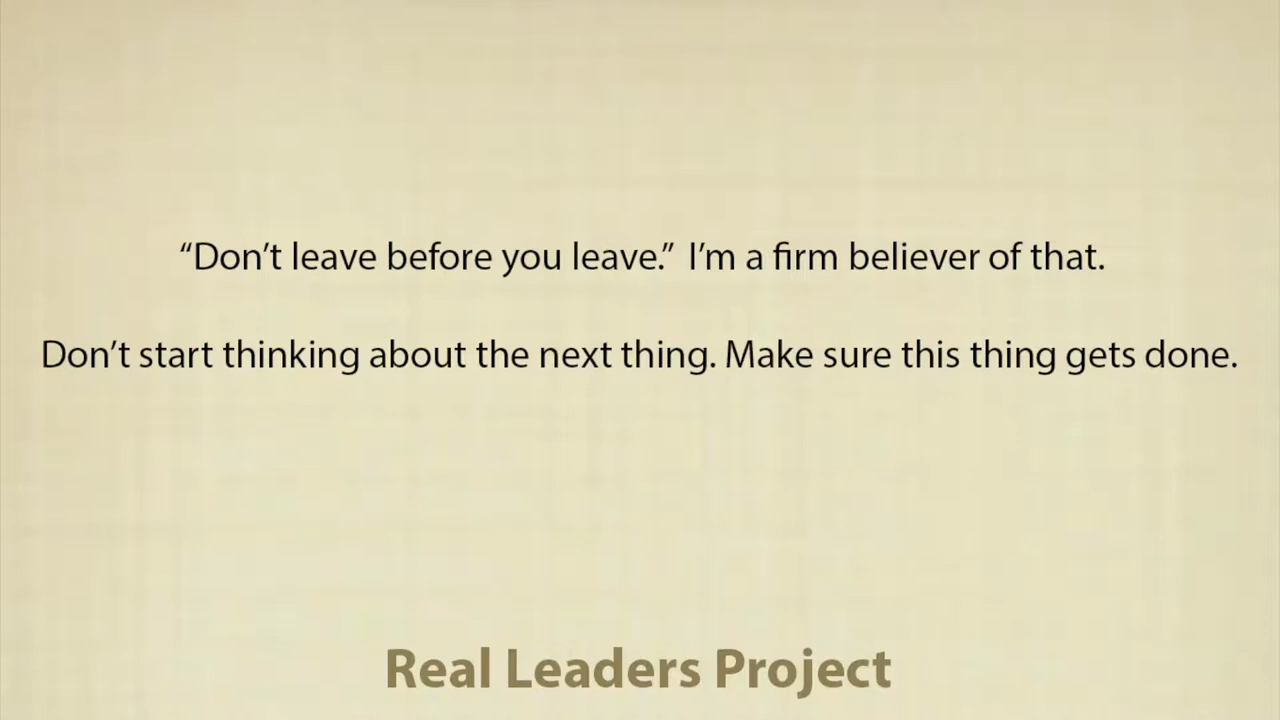 “Don’t leave before you leave.” I’m a firm believer of that.
Don’t start thinking about the next thing. Make sure this thing gets done.
Real Leaders Project